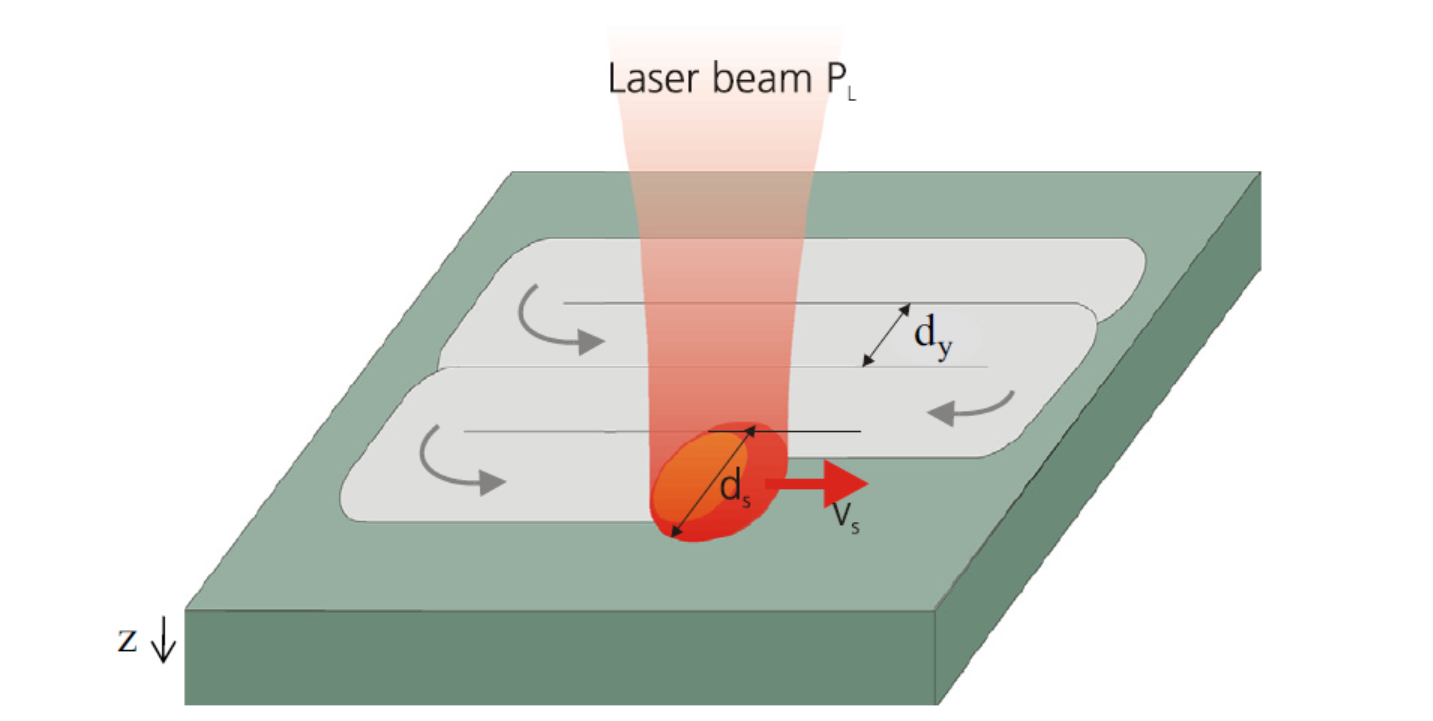 Laser beam P_L
d_y
d_s
V_s
z